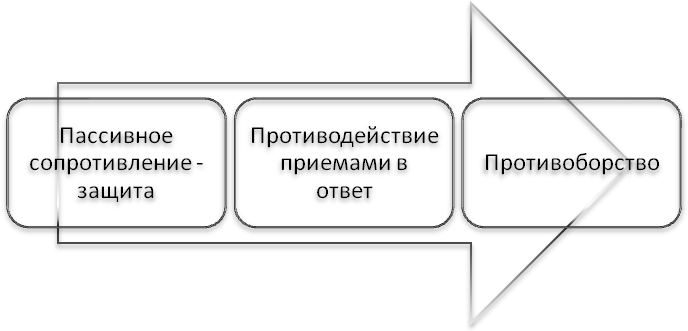 Пассивное
сопротивление -
защита
Противодействие
приемами в
ответ
Противоборство